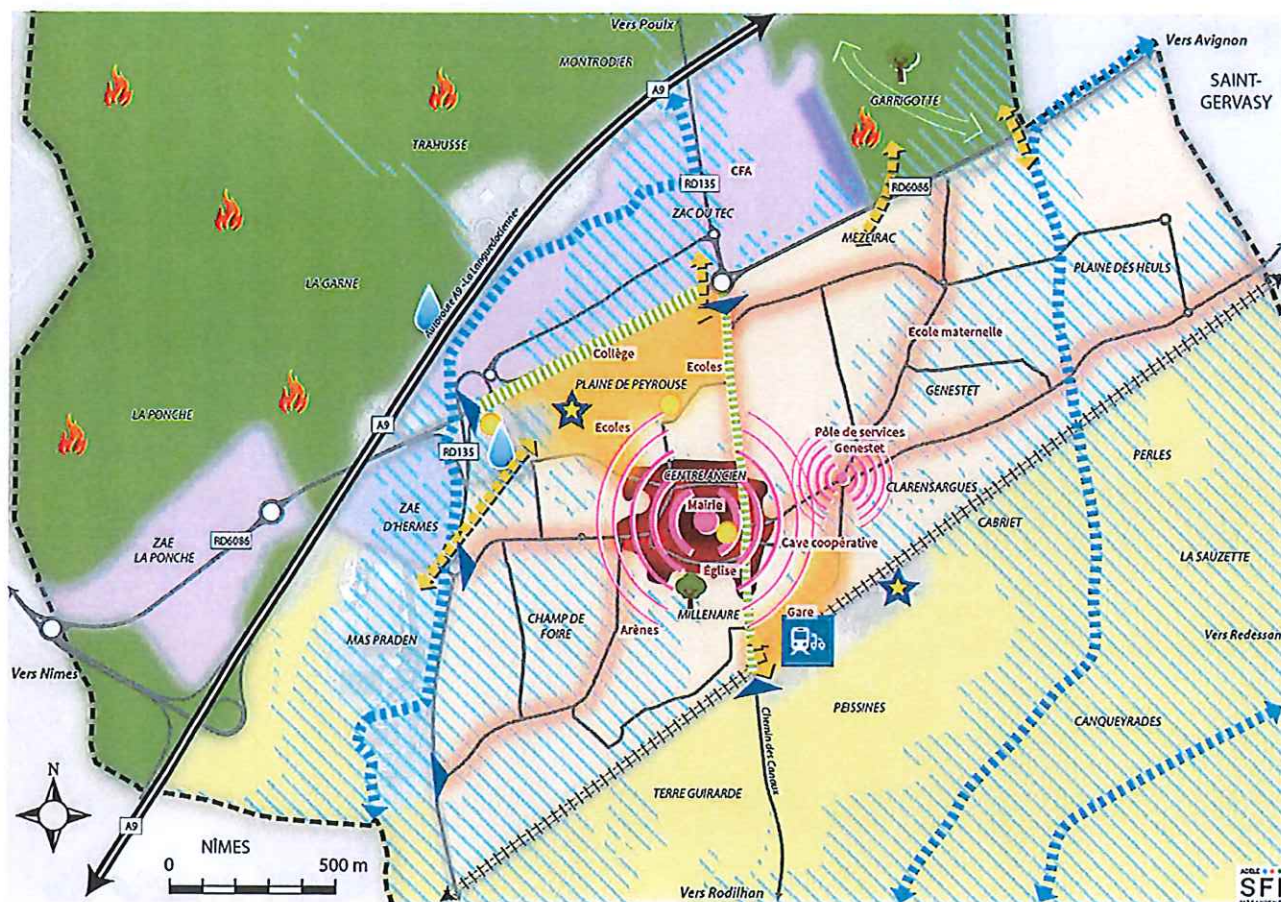 Vers Poulx
MONTRODIER
A9
Vers Avignon
SAINT-
GERVASY
GARRIGOTTE
TRAHUSSE
CFA
RD135
RD6086
ZAC DU TEC
MEZEIRAC
PLAINE DES HEULS
LA GARNE
Autoroute A9 - La Languedocienne
Ecole maternelle
Collège
Ecoles
PLAINE DE PEYROUSE
GENESTET
LA PONCHE
A9
Ecoles
Pôle de services
Genestet
RD135
PERLES
CENTRE ANCIEN
CLARENSARGUES
ZAE
D'HERMES
Mairie
CABRIET
ZAE
LA PONCHE
RD6086
Cave coopérative
LA SAUZETTE
Église
CHAMP DE
FOIRE
MILLENAIRE
Gare
Arènes
MAS PRADEN
Vers Redessan
Vers Nîmes
PEISSINES
CANQUEYRADES
Chemin des Canaux
TERRE GUIRARDE
N
A9
NÎMES
0 500 m
Vers Rodilhan
ADELE
SFI